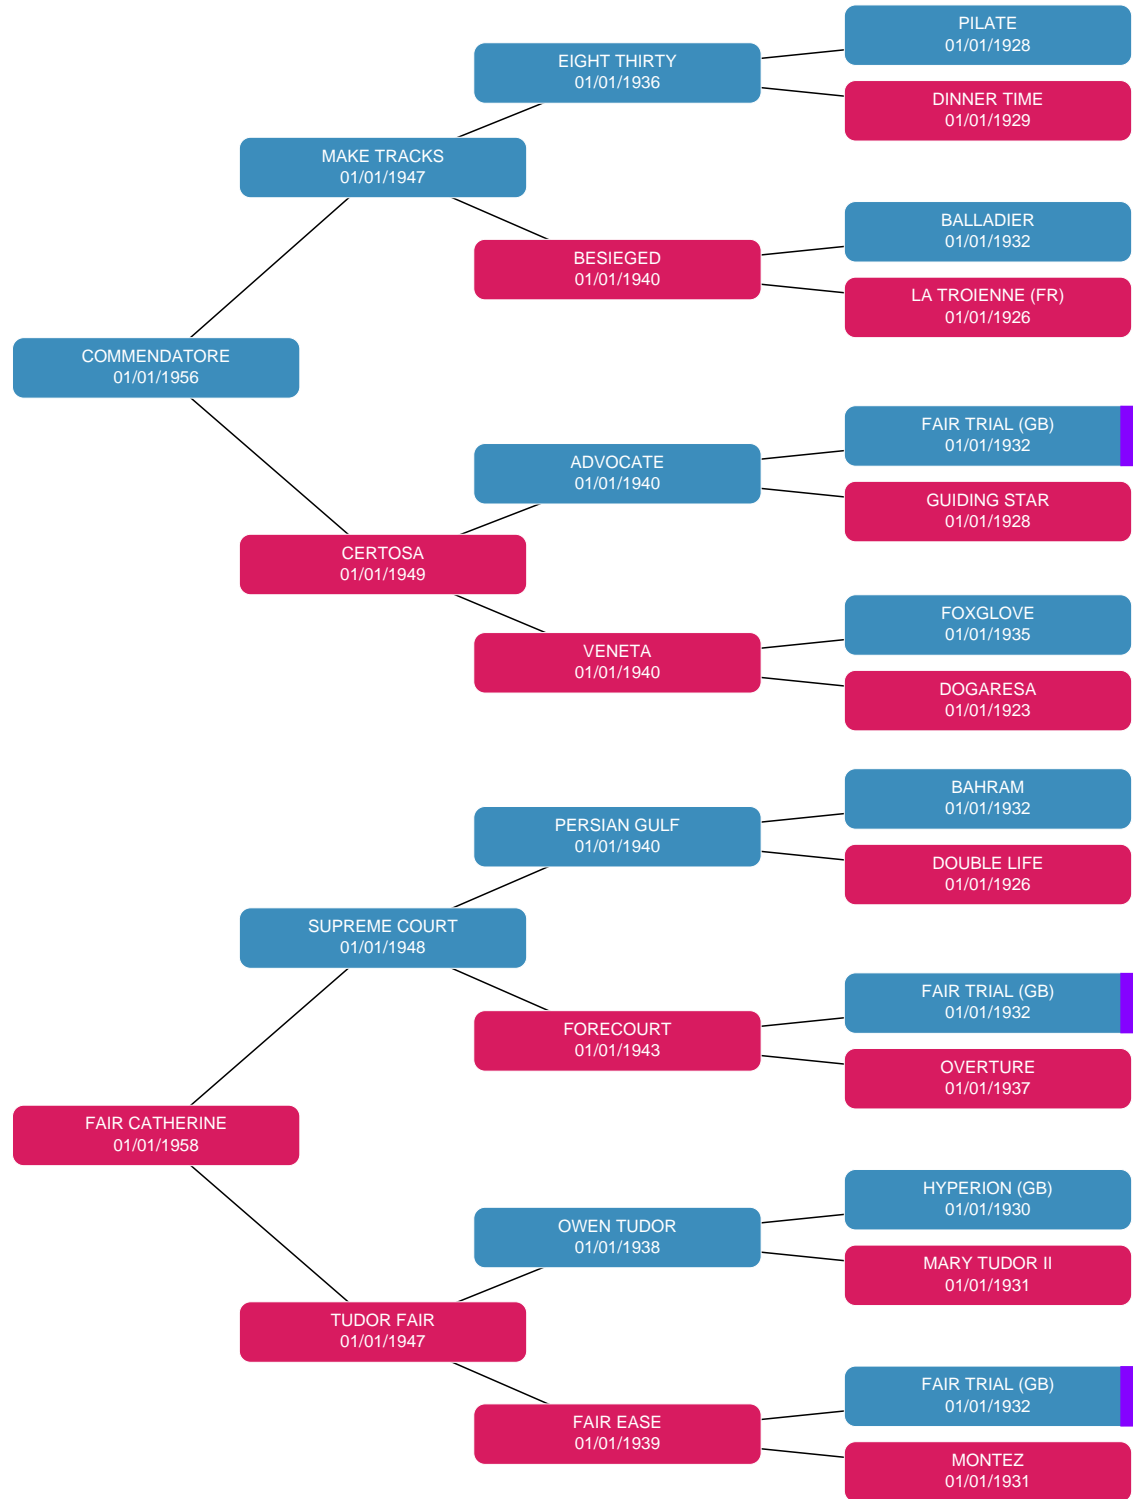 PILATE
01/01/1928
EIGHT THIRTY
01/01/1936
DINNER TIME
01/01/1929
MAKE TRACKS
01/01/1947
BALLADIER
01/01/1932
BESIEGED
01/01/1940
LA TROIENNE (FR)
01/01/1926
COMMENDATORE
01/01/1956
FAIR TRIAL (GB)
01/01/1932
ADVOCATE
01/01/1940
GUIDING STAR
01/01/1928
CERTOSA
01/01/1949
FOXGLOVE
01/01/1935
VENETA
01/01/1940
DOGARESA
01/01/1923
BAHRAM
01/01/1932
PERSIAN GULF
01/01/1940
DOUBLE LIFE
01/01/1926
SUPREME COURT
01/01/1948
FAIR TRIAL (GB)
01/01/1932
FORECOURT
01/01/1943
OVERTURE
01/01/1937
FAIR CATHERINE
01/01/1958
HYPERION (GB)
01/01/1930
OWEN TUDOR
01/01/1938
MARY TUDOR II
01/01/1931
TUDOR FAIR
01/01/1947
FAIR TRIAL (GB)
01/01/1932
FAIR EASE
01/01/1939
MONTEZ
01/01/1931